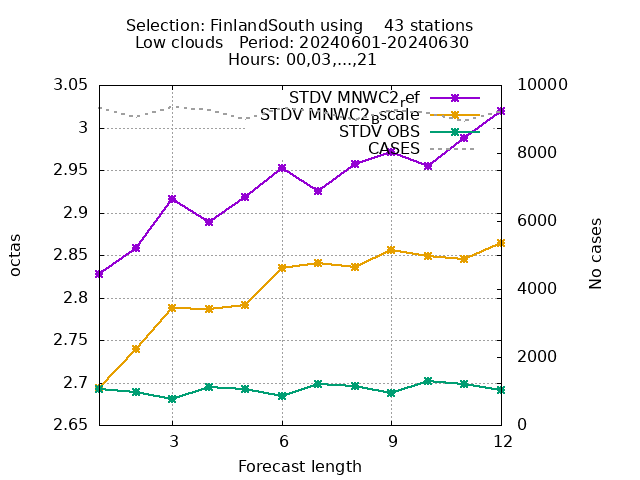 Selection: FinlandSouth using    43 stations
Low clouds   Period: 20240601-20240630
Hours: 00,03,...,21
3.05
3
2.95
2.9
2.85
2.8
2.75
2.7
2.65
octas
10000
8000
6000
4000
2000
0
No cases
STDV MNWC2_ref
STDV MNWC2_Bscale
STDV OBS
CASES
3
6
9
12
Forecast length